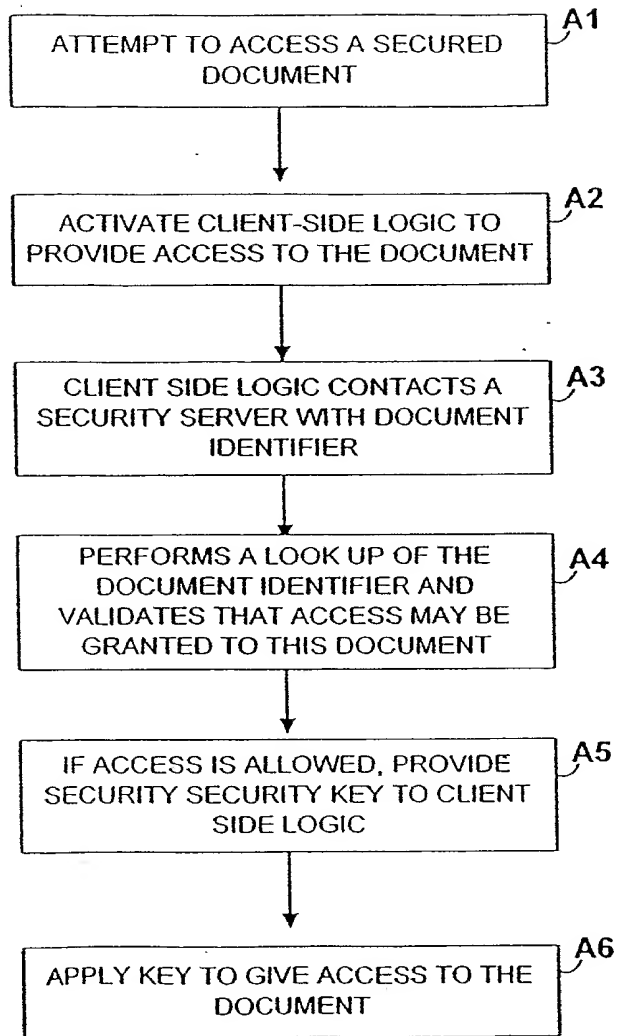 A1
ATTEMPT TO ACCESS A SECURED
DOCUMENT
A2
ACTIVATE CLIENT-SIDE LOGIC TO
PROVIDE ACCESS TO THE DOCUMENT
A3
CLIENT SIDE LOGIC CONTACTS A
SECURITY SERVER WITH DOCUMENT
IDENTIFIER
A4
PERFORMS A LOOK UP OF THE
DOCUMENT IDENTIFIER AND
VALIDATES THAT ACCESS MAY BE
GRANTED TO THIS DOCUMENT
A5
IF ACCESS IS ALLOWED, PROVIDE
SECURITY SECURITY KEY TO CLIENT
SIDE LOGIC
A6
APPLY KEY TO GIVE ACCESS TO THE
DOCUMENT